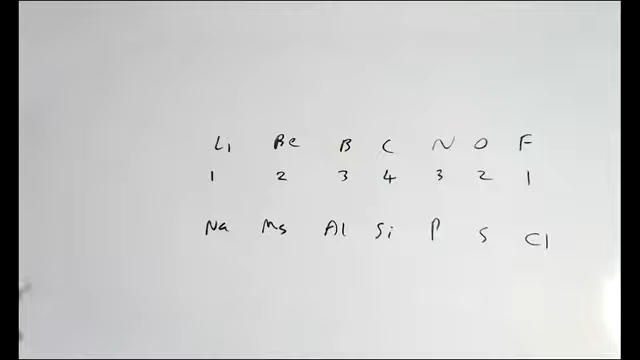 Li Be B C N O F
1 2 3 4 3 2 1
Na Mg Al Si P S Cl